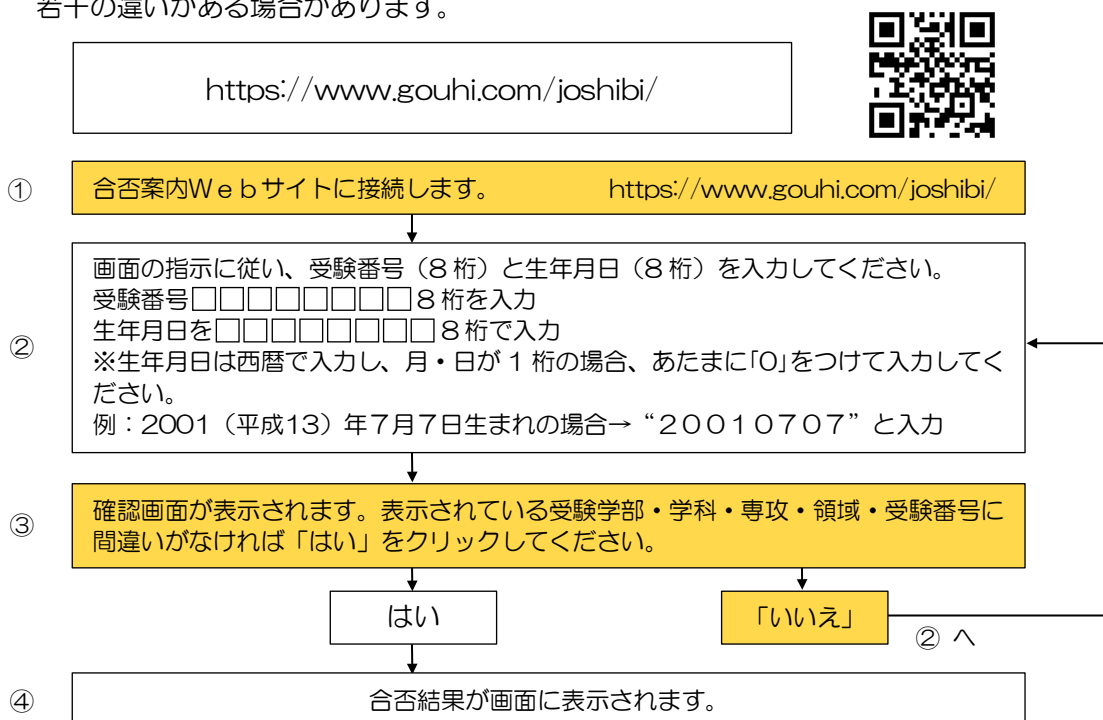 若干の違いがある場合があります。
https://www.gouhi.com/joshibi/
① 合否案内Ｗｅｂサイトに接続します。 https://www.gouhi.com/joshibi/
画面の指示に従い、受験番号（8 桁）と生年月日（8 桁）を入力してください。
受験番号□□□□□□□□8 桁を入力
生年月日を□□□□□□□□8 桁で入力
②
※生年月日は西暦で入力し、月・日が 1 桁の場合、あたまに「0」をつけて入力してく
ださい。
例：2001（平成13）年7月7日生まれの場合→“２００１０７０７”と入力
③
確認画面が表示されます。表示されている受験学部・学科・専攻・領域・受験番号に
間違いがなければ「はい」をクリックしてください。
はい
「いいえ」
② へ
④ 合否結果が画面に表示されます。